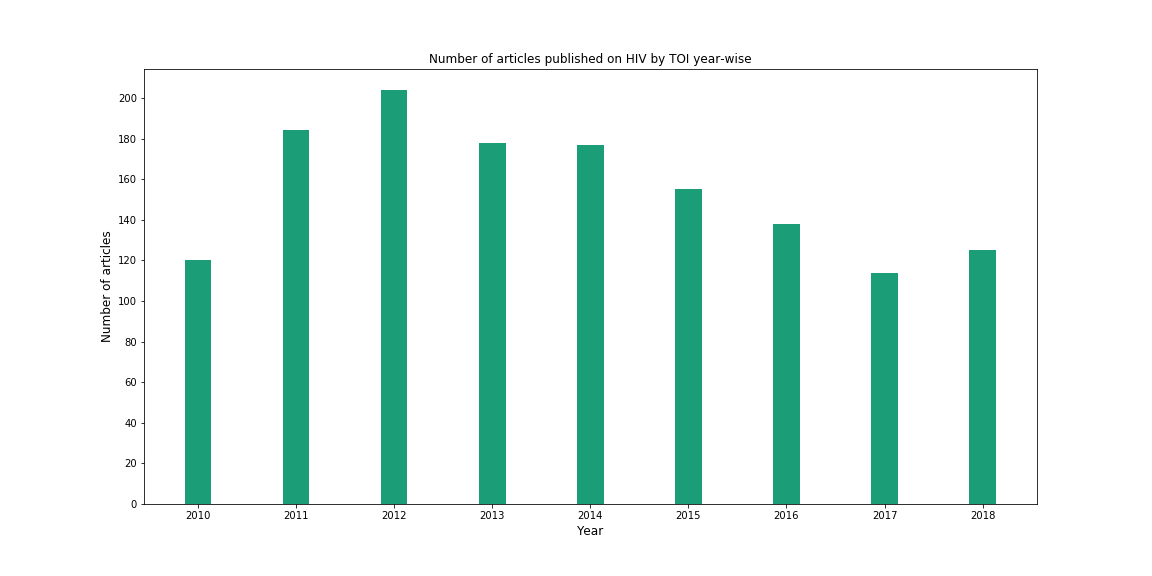 Number of articles published on HIV by TOI year-wise
Number of articles
200
180
160
140
120
100
80
60
40
20
0
2010 2011 2012 2013 2014 2015 2016 2017 2018
Year